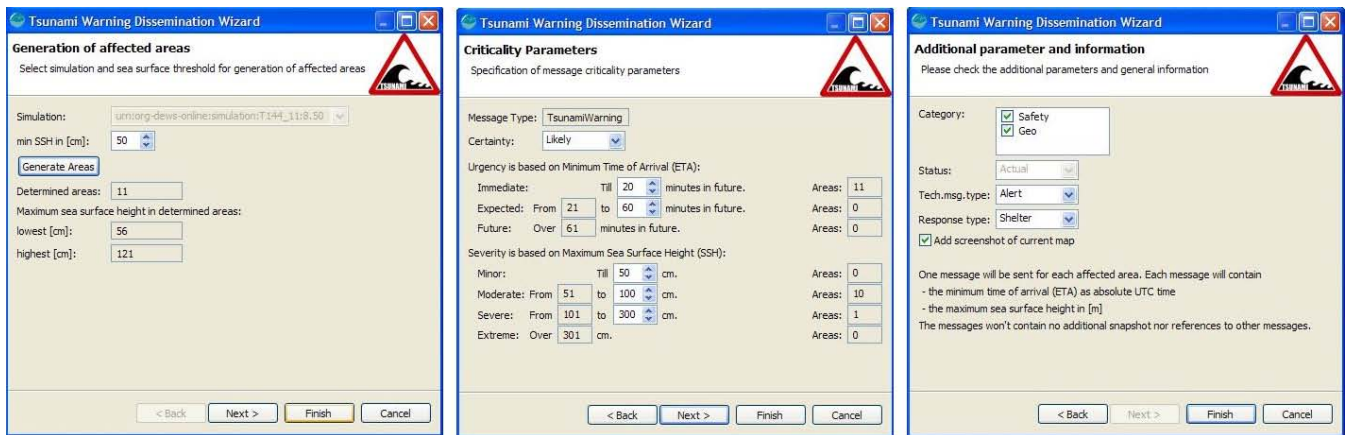 Tsunami Warning Dissemination Wizard
Generation of affected areas
Select simulation and sea surface threshold for generation of affected areas
TSUNAMI
Simulation: urn:org-dews-online:simulation:T144_11:8.50
min SSH in [cm]: 50
Generate Areas
Determined areas: 11
Maximum sea surface height in determined areas:
lowest [cm]: 56
highest [cm]: 121
< Back Next > Finish Cancel
Tsunami Warning Dissemination Wizard
Criticality Parameters
Specification of message criticality parameters
TSUNAMI
Message Type: TsunamiWarning
Certainty: Likely
Urgency is based on Minimum Time of Arrival (ETA):
Immediate: Till 20 minutes in future. Areas: 11
Expected: From 21 to 60 minutes in future. Areas: 0
Future: Over 61 minutes in future. Areas: 0
Severity is based on Maximum Sea Surface Height (SSH):
Minor: Till 50 cm. Areas: 0
Moderate: From 51 to 100 cm. Areas: 10
Severe: From 101 to 300 cm. Areas: 1
Extreme: Over 301 cm. Areas: 0
< Back Next > Finish Cancel
Tsunami Warning Dissemination Wizard
Additional parameter and information
Please check the additional parameters and general information
TSUNAMI
Category: Safety
Geo
Status: Actual
Tech.msg.type: Alert
Response type: Shelter
Add screenshot of current map
One message will be sent for each affected area. Each message will contain
- the minimum time of arrival (ETA) as absolute UTC time
- the maximum sea surface height in [m]
The messages won't contain no additional snapshot nor references to other messages.
< Back Next > Finish Cancel